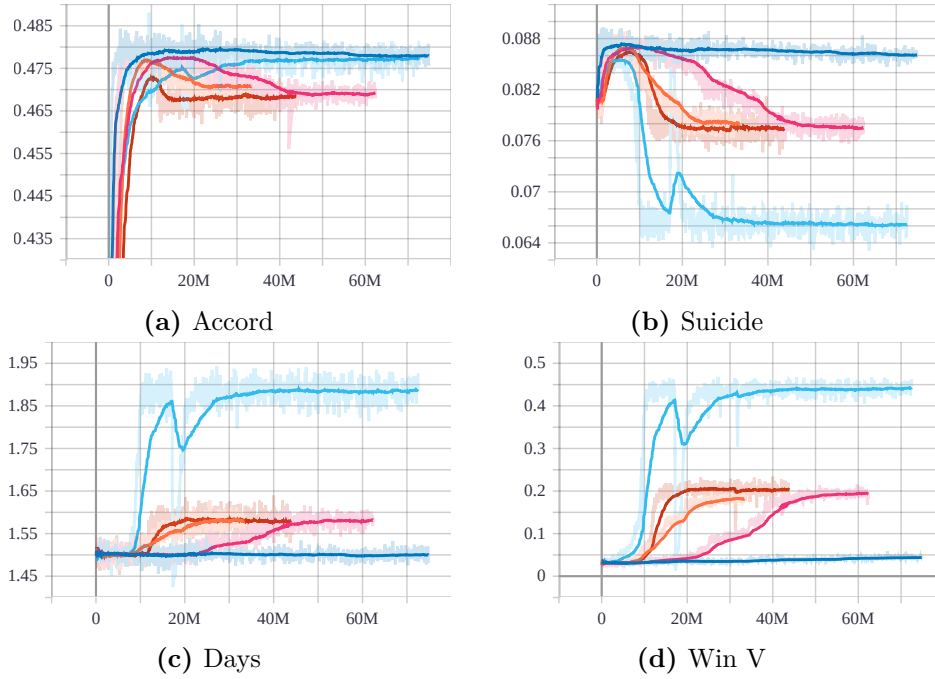 0.485
0.475
0.465
0.455
0.445
0.435
0 20M 40M 60M
(a) Accord
0.088
0.082
0.076
0.07
0.064
0 20M 40M 60M
(b) Suicide
1.95
1.85
1.75
1.65
1.55
1.45
0 20M 40M 60M
(c) Days
0.5
0.4
0.3
0.2
0.1
0
0 20M 40M 60M
(d) Win V